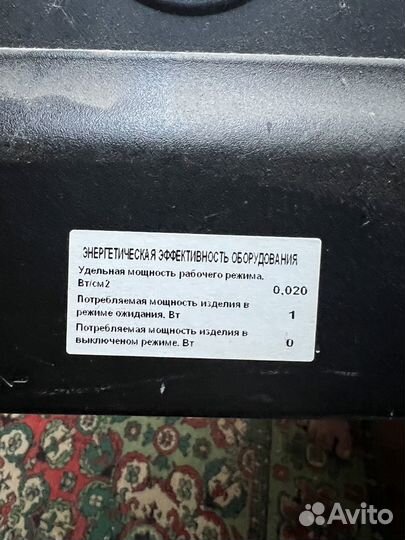 ЭНЕРГЕТИЧЕСКАЯ ЭФФЕКТИВНОСТЬ ОБОРУДОВАНИЯ
Удельная мощность рабочего режима.
Вт/см2 0,020
Потребляемая мощность изделия в
режиме ожидания. Вт 1
Потребляемая мощность изделия в
выключеном режиме. Вт 0
Avito